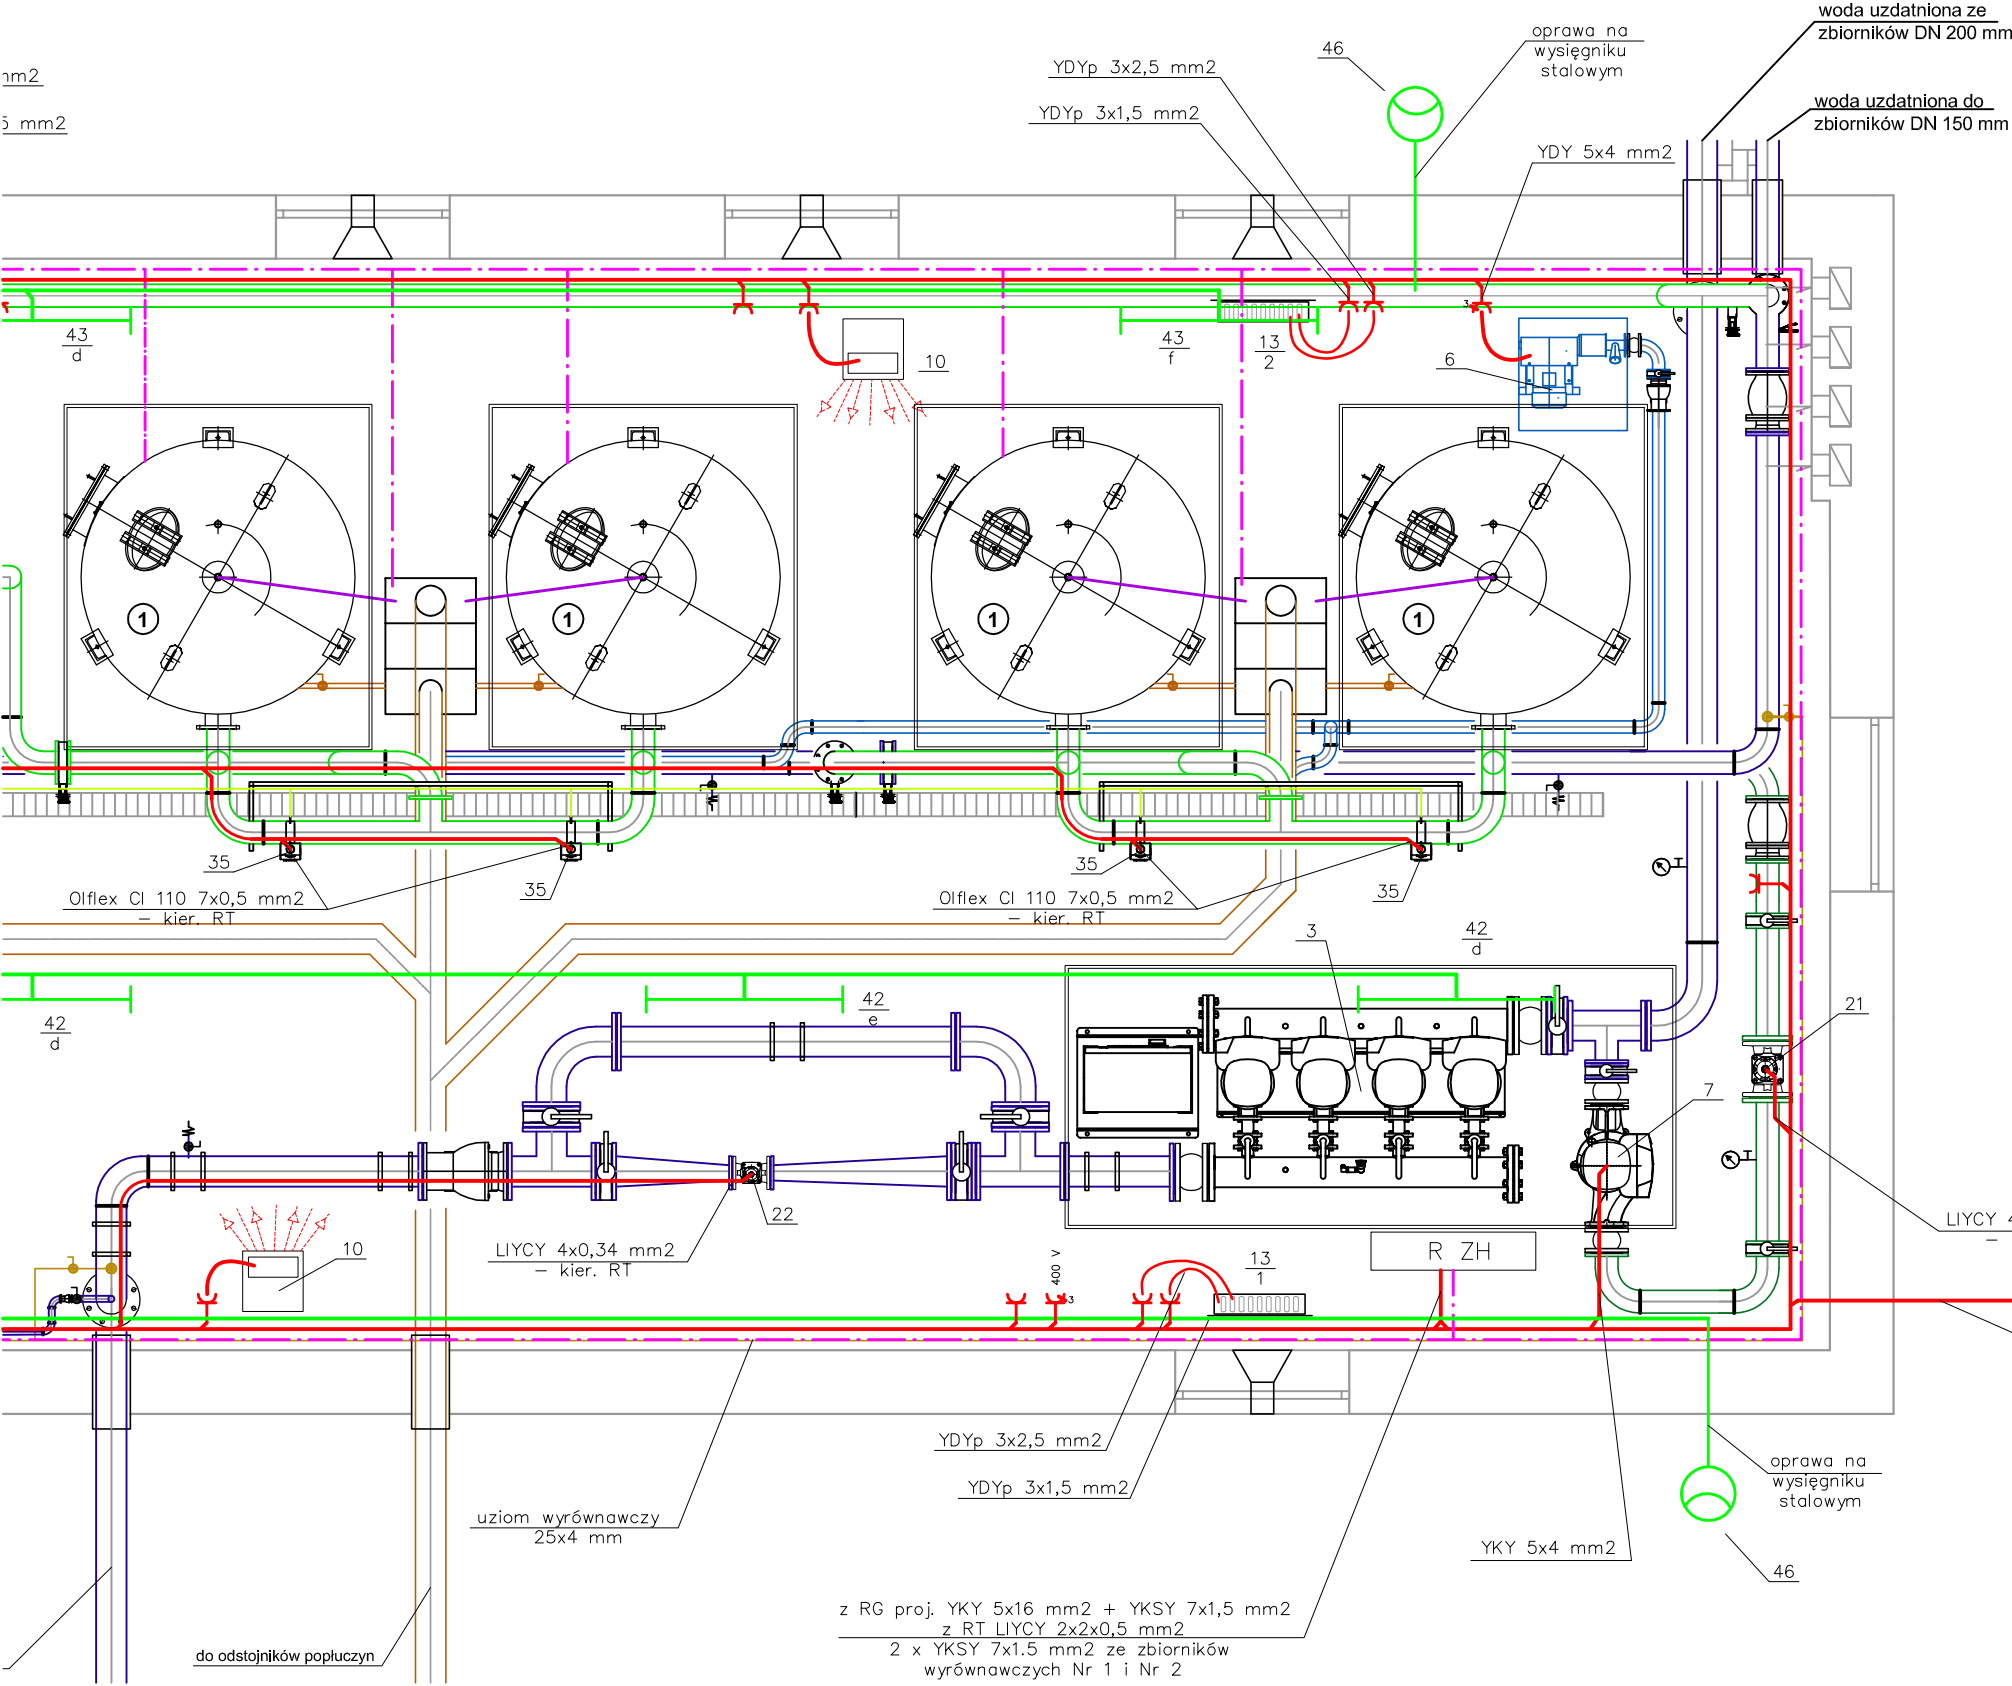 woda uzdatniona ze
zbiorników DN 200 mm
oprawa na
wysięgniku
stalowym
46
YDYp 3x2,5 mm2
mm2
woda uzdatniona do
zbiorników DN 150 mm
YDYp 3x1,5 mm2
5 mm2
YDY 5x4 mm2
3
43
d
10
43
f
13
2
6
1
1
1
1
35
35
35
35
Olflex Cl 110 7x0,5 mm2
– kier. RT
Olflex Cl 110 7x0,5 mm2
– kier. RT
3
42
d
42
d
42
e
21
7
22
LIYCY 4x0,34 mm2
– kier. RT
10
400 V
3
13
1
R ZH
LIYCY 4
–
YDYp 3x2,5 mm2
YDYp 3x1,5 mm2
oprawa na
wysięgniku
stalowym
uziom wyrównawczy
25x4 mm
YKY 5x4 mm2
46
z RG proj. YKY 5x16 mm2 + YKSY 7x1,5 mm2
z RT LIYCY 2x2x0,5 mm2
2 x YKSY 7x1.5 mm2 ze zbiorników
wyrównawczych Nr 1 i Nr 2
do odstojników popłuczyn